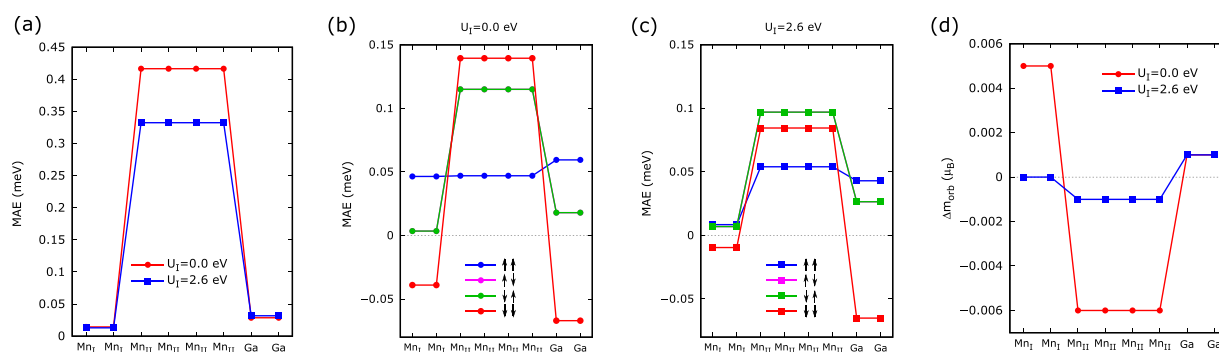 (a)
0.45
0.4
0.35
0.3
0.25
0.2
0.15
0.1
0.05
0
MAE (meV)
U_I=0.0 eV
U_I=2.6 eV
Mn_I Mn_I Mn_II Mn_II Mn_II Mn_II Ga Ga
(b)
U_I=0.0 eV
0.15
0.1
0.05
0
−0.05
MAE (meV)
Mn_I Mn_I Mn_II Mn_II Mn_II Mn_II Ga Ga
(c)
U_I=2.6 eV
0.15
0.1
0.05
0
−0.05
MAE (meV)
Mn_I Mn_I Mn_II Mn_II Mn_II Mn_II Ga Ga
(d)
0.006
0.004
0.002
0
−0.002
−0.004
−0.006
Δm_orb (μ_B)
U_I=0.0 eV
U_I=2.6 eV
Mn_I Mn_I Mn_II Mn_II Mn_II Mn_II Ga Ga